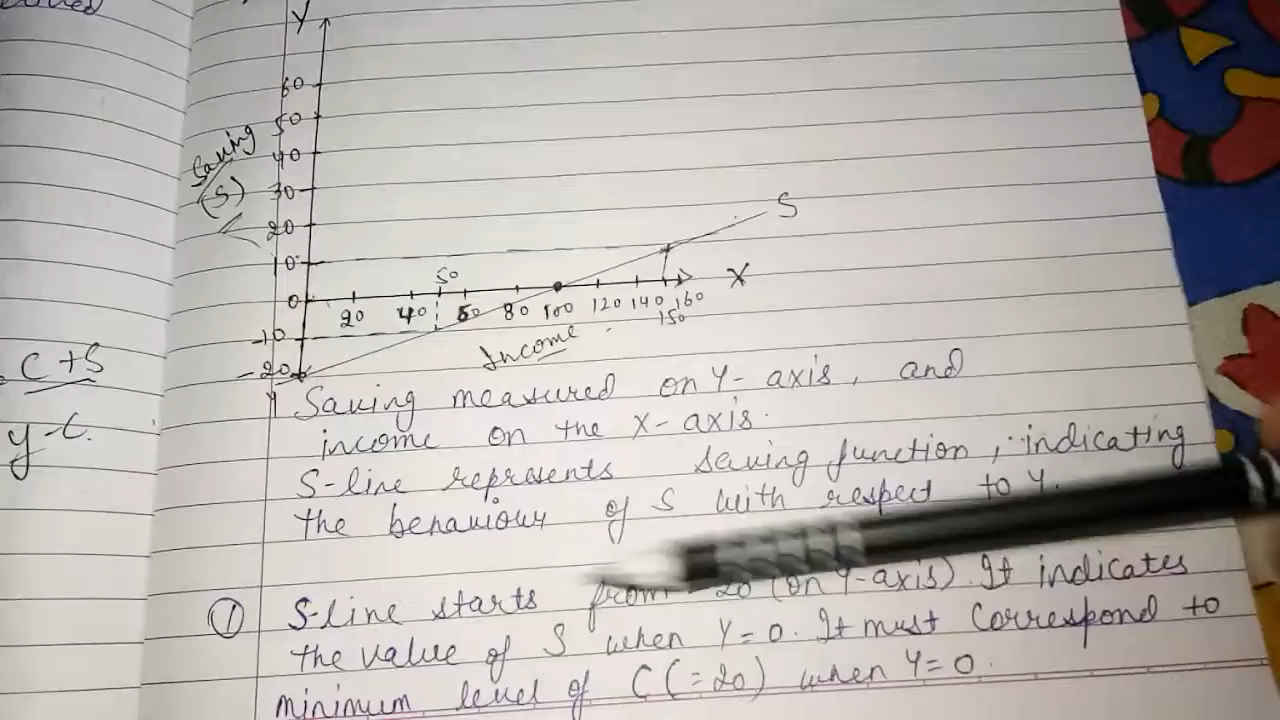 Y
60
50
40
30
20
10
0
-10
-20
Saving
(S)
S
X
50
20 40 60 80 100 120 140 160
150
Income
C+S
y-C.
Saving measured on Y-axis, and
income on the X-axis.
S-line represents saving function, indicating
the behaviour of S with respect to Y.
① S-line starts from -20 (on Y-axis). It indicates
the value of S when Y=0. It must correspond to
minimum level of C(=20) when Y=0.